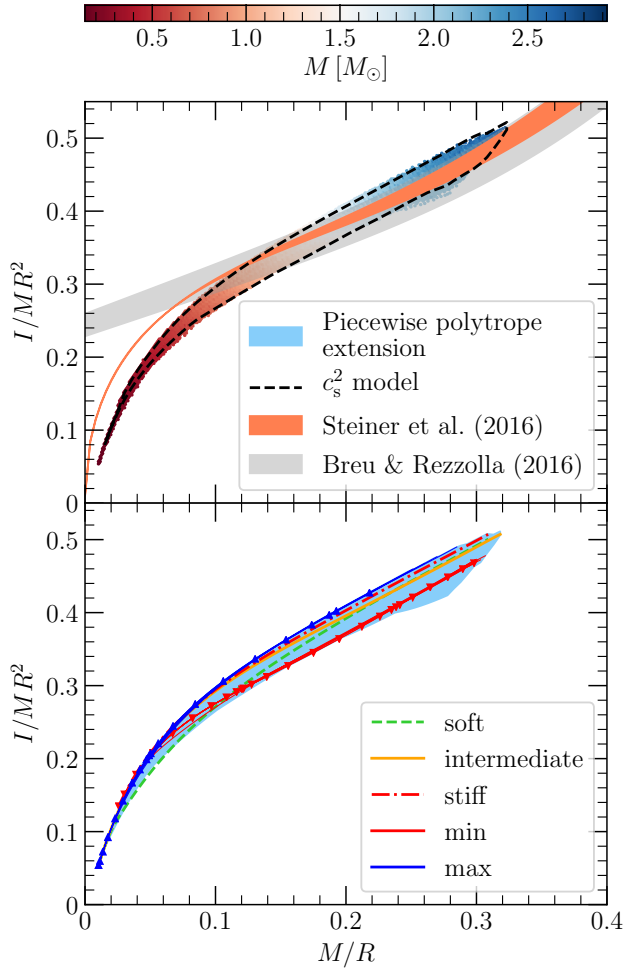 0.5 1.0 1.5 2.0 2.5
M [M⊙]
0.5
0.4
0.3
0.2
0.1
0
I/MR²
Piecewise polytrope
extension
c_s² model
Steiner et al. (2016)
Breu & Rezzolla (2016)
0.5
0.4
0.3
0.2
0.1
0
I/MR²
soft
intermediate
stiff
min
max
0 0.1 0.2 0.3 0.4
M/R